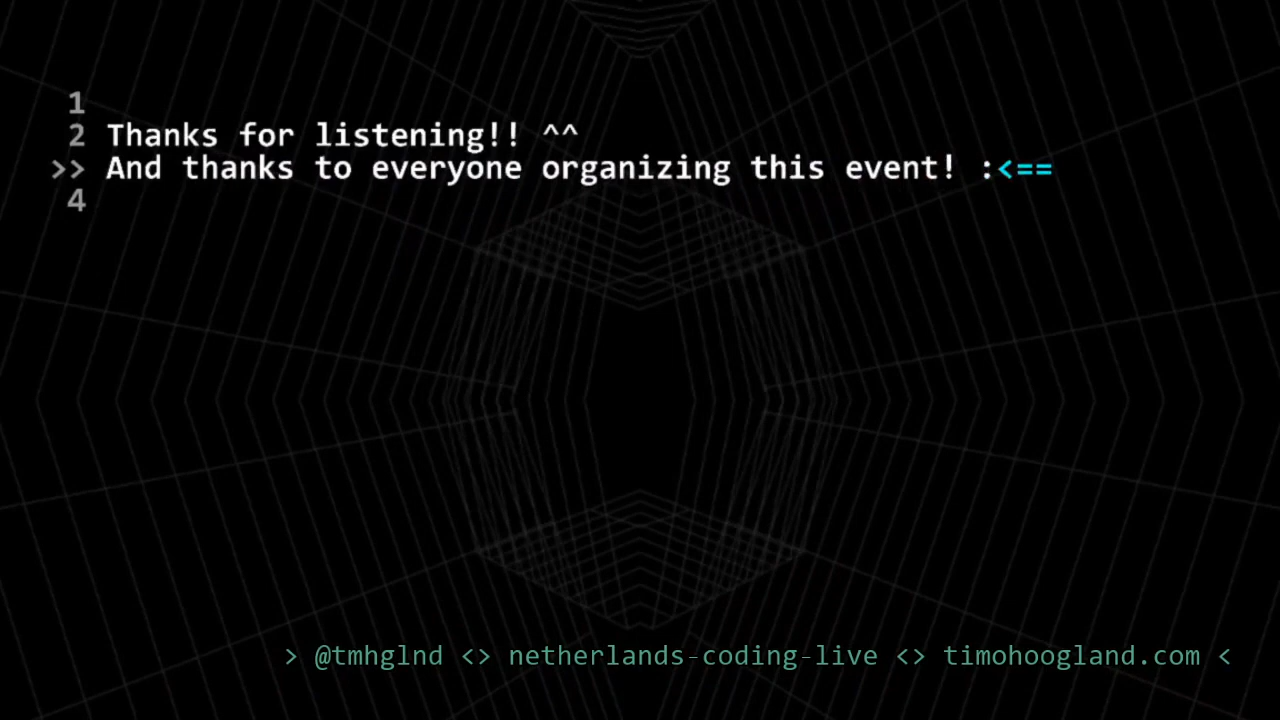 1
2 Thanks for listening!! ^^
>> And thanks to everyone organizing this event! :<==
4
> @tmhglnd <> netherlands-coding-live <> timohoogland.com <